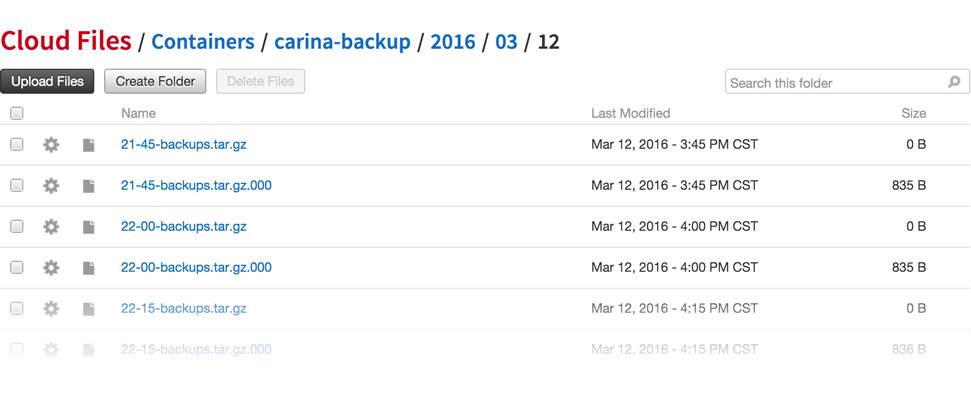 Cloud Files / Containers / carina-backup / 2016 / 03 / 12
Upload Files Create Folder Delete Files Search this folder
Name Last Modified Size
21-45-backups.tar.gz Mar 12, 2016 - 3:45 PM CST 0 B
21-45-backups.tar.gz.000 Mar 12, 2016 - 3:45 PM CST 835 B
22-00-backups.tar.gz Mar 12, 2016 - 4:00 PM CST 0 B
22-00-backups.tar.gz.000 Mar 12, 2016 - 4:00 PM CST 835 B
22-15-backups.tar.gz Mar 12, 2016 - 4:15 PM CST 0 B
22-15-backups.tar.gz.000 Mar 12, 2016 - 4:15 PM CST 836 B